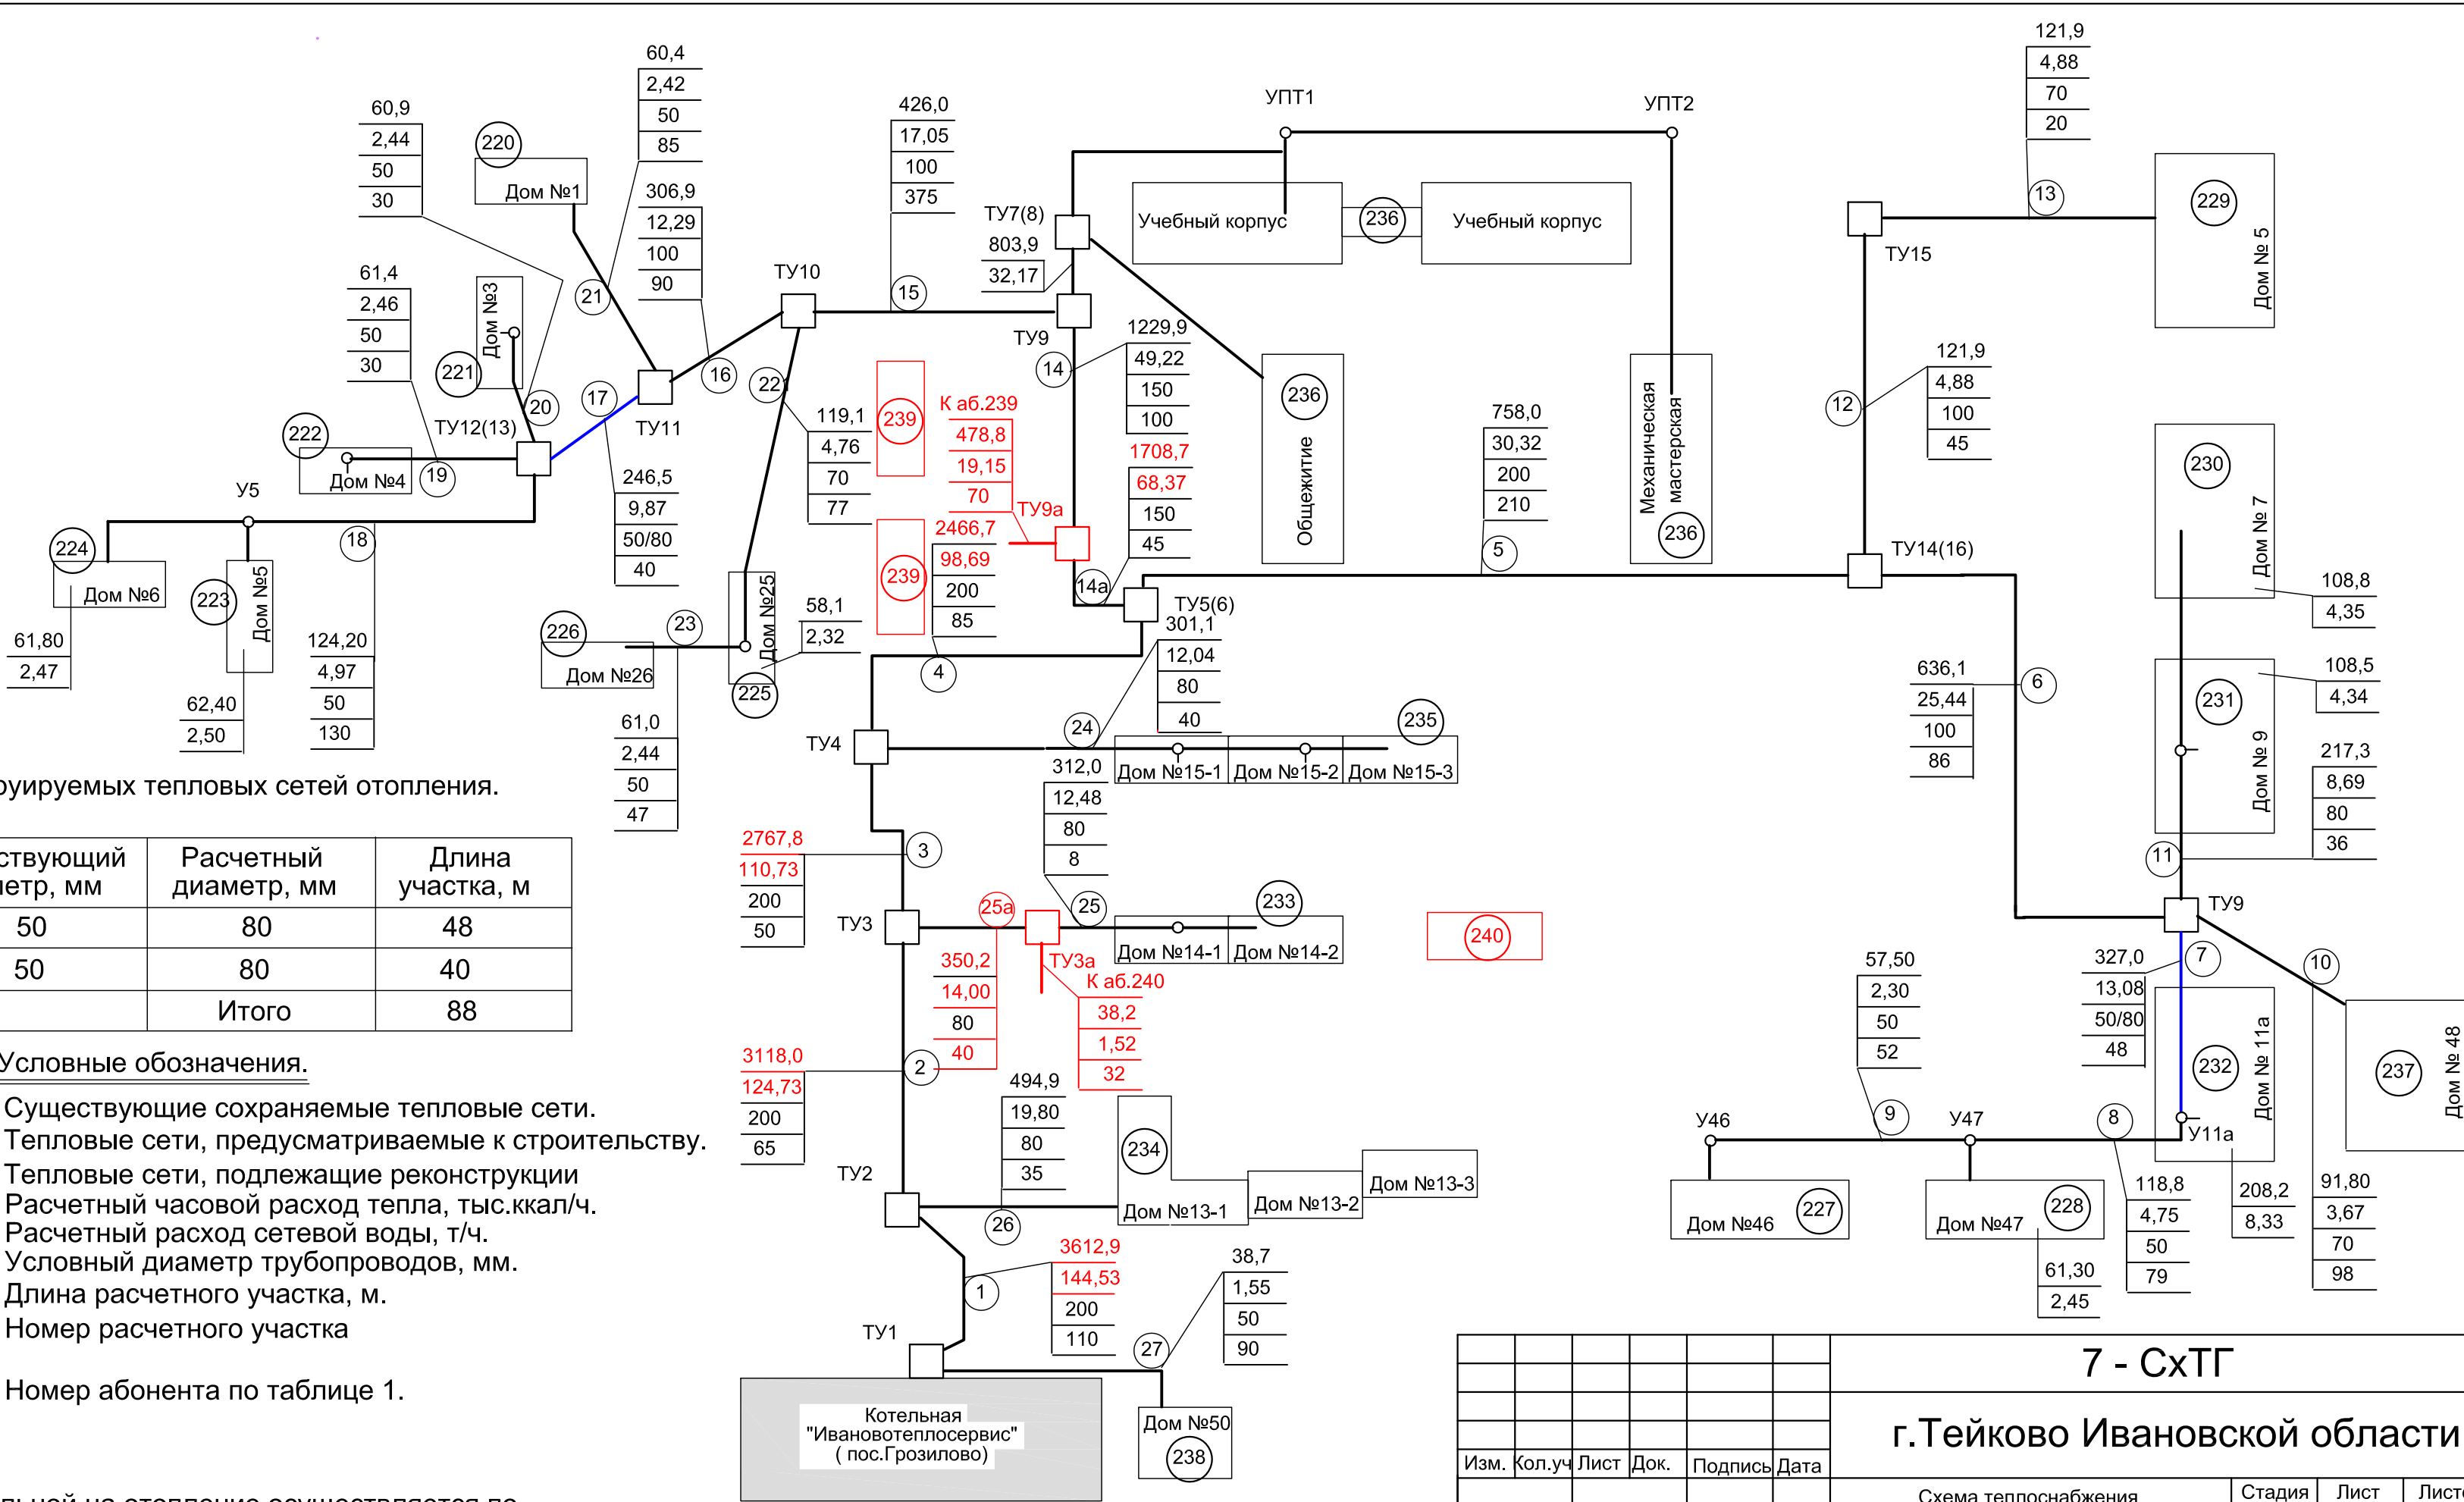 60,4
2,42
50
85
60,9
2,44
50
30
220
Дом №1
306,9
12,29
100
90
426,0
17,05
100
375
УПТ1
УПТ2
121,9
4,88
70
20
61,4
2,46
50
30
Дом №3
221
21
ТУ10
15
ТУ7(8)
803,9
32,17
Учебный корпус
236
Учебный корпус
13
229
Дом № 5
ТУ15
ТУ9
16
22
20
17
ТУ12(13)
ТУ11
222
Дом №4
19
14
1229,9
49,22
150
100
236
Общежитие
Механическая
мастерская
236
12
121,9
4,88
100
45
У5
18
224
Дом №6
223
Дом №5
61,80
2,47
62,40
2,50
124,20
4,97
50
130
246,5
9,87
50/80
40
119,1
4,76
70
77
239
239
К аб.239
478,8
19,15
70
ТУ9а
1708,7
68,37
150
45
2466,7
98,69
200
85
14а
ТУ5(6)
758,0
30,32
200
210
5
ТУ14(16)
230
Дом № 7
108,8
4,35
231
Дом № 9
108,5
4,34
217,3
8,69
80
36
11
226
Дом №26
23
Дом №25
225
58,1
2,32
61,0
2,44
50
47
4
301,1
12,04
80
40
24
ТУ4
235
Дом №15-1
Дом №15-2
Дом №15-3
636,1
25,44
100
86
6
руируемых тепловых сетей отопления.
ствующий
Расчетный
Длина
етр, мм
диаметр, мм
участка, м
50
80
48
50
80
40
Итого
88
2767,8
110,73
200
50
3
312,0
12,48
80
8
ТУ3
25а
25
233
Дом №14-1
Дом №14-2
240
ТУ3а
350,2
14,00
80
40
К аб.240
38,2
1,52
32
ТУ9
7
10
57,50
2,30
50
52
327,0
13,08
50/80
48
232
Дом № 11а
237
Дом № 48
3118,0
124,73
200
65
2
494,9
19,80
80
35
ТУ2
26
234
Дом №13-1
Дом №13-2
Дом №13-3
У46
9
У47
8
У11а
Дом №46
227
Дом №47
228
61,30
2,45
118,8
4,75
50
79
208,2
8,33
91,80
3,67
70
98
Условные обозначения.
Существующие сохраняемые тепловые сети.
Тепловые сети, предусматриваемые к строительству.
Тепловые сети, подлежащие реконструкции
Расчетный часовой расход тепла, тыс.ккал/ч.
Расчетный расход сетевой воды, т/ч.
Условный диаметр трубопроводов, мм.
Длина расчетного участка, м.
Номер расчетного участка
Номер абонента по таблице 1.
3612,9
144,53
200
110
1
ТУ1
38,7
1,55
50
90
27
Котельная
"Ивановотеплосервис"
( пос.Грозилово)
Дом №50
238
7 - СхТГ
г.Тейково Ивановской области
Изм.
Кол.уч
Лист
Док.
Подпись
Дата
Схема теплоснабжения
Стадия
Лист